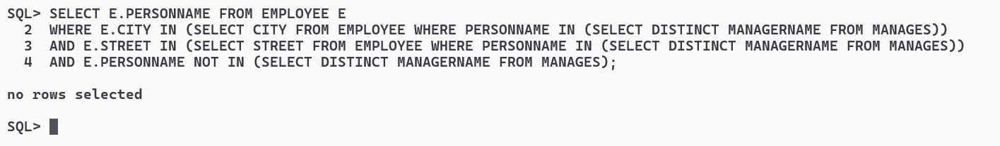 SQL> SELECT E.PERSONNAME FROM EMPLOYEE E
  2  WHERE E.CITY IN (SELECT CITY FROM EMPLOYEE WHERE PERSONNAME IN (SELECT DISTINCT MANAGERNAME FROM MANAGES))
  3  AND E.STREET IN (SELECT STREET FROM EMPLOYEE WHERE PERSONNAME IN (SELECT DISTINCT MANAGERNAME FROM MANAGES))
  4  AND E.PERSONNAME NOT IN (SELECT DISTINCT MANAGERNAME FROM MANAGES);
no rows selected
SQL>